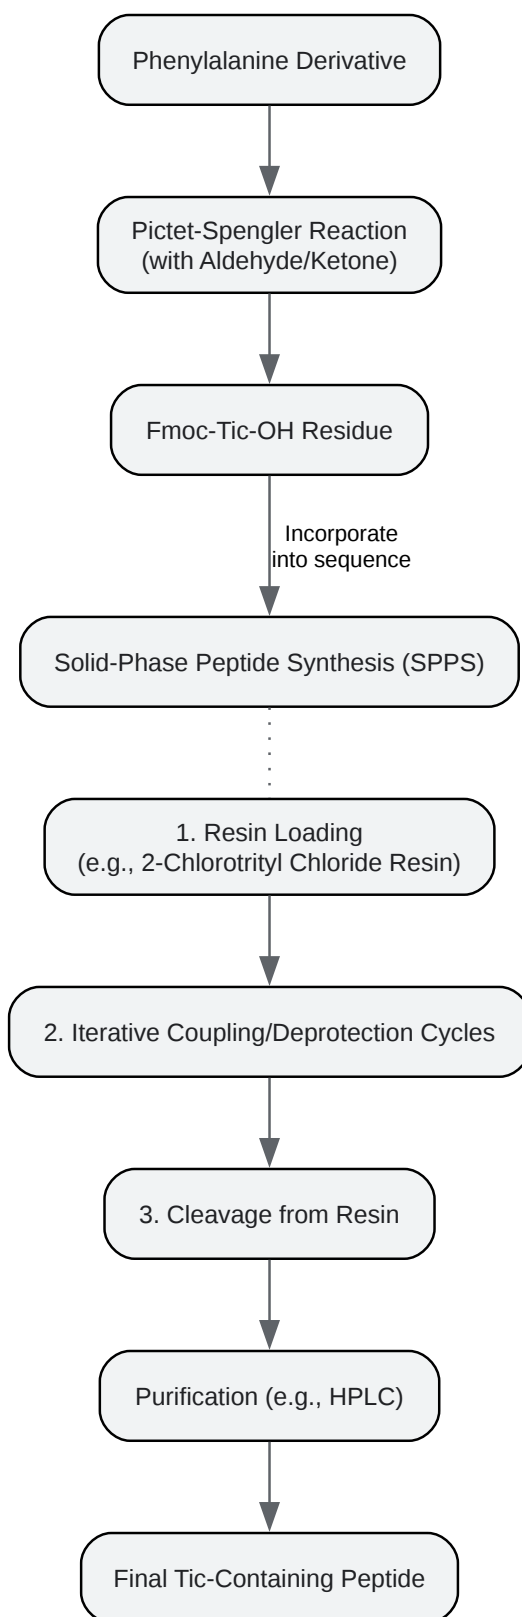 Phenylalanine Derivative
Pictet-Spengler Reaction
(with Aldehyde/Ketone)
Fmoc-Tic-OH Residue
Incorporate
into sequence
Solid-Phase Peptide Synthesis (SPPS)
1. Resin Loading
(e.g., 2-Chlorotrityl Chloride Resin)
2. Iterative Coupling/Deprotection Cycles
3. Cleavage from Resin
Purification (e.g., HPLC)
Final Tic-Containing Peptide